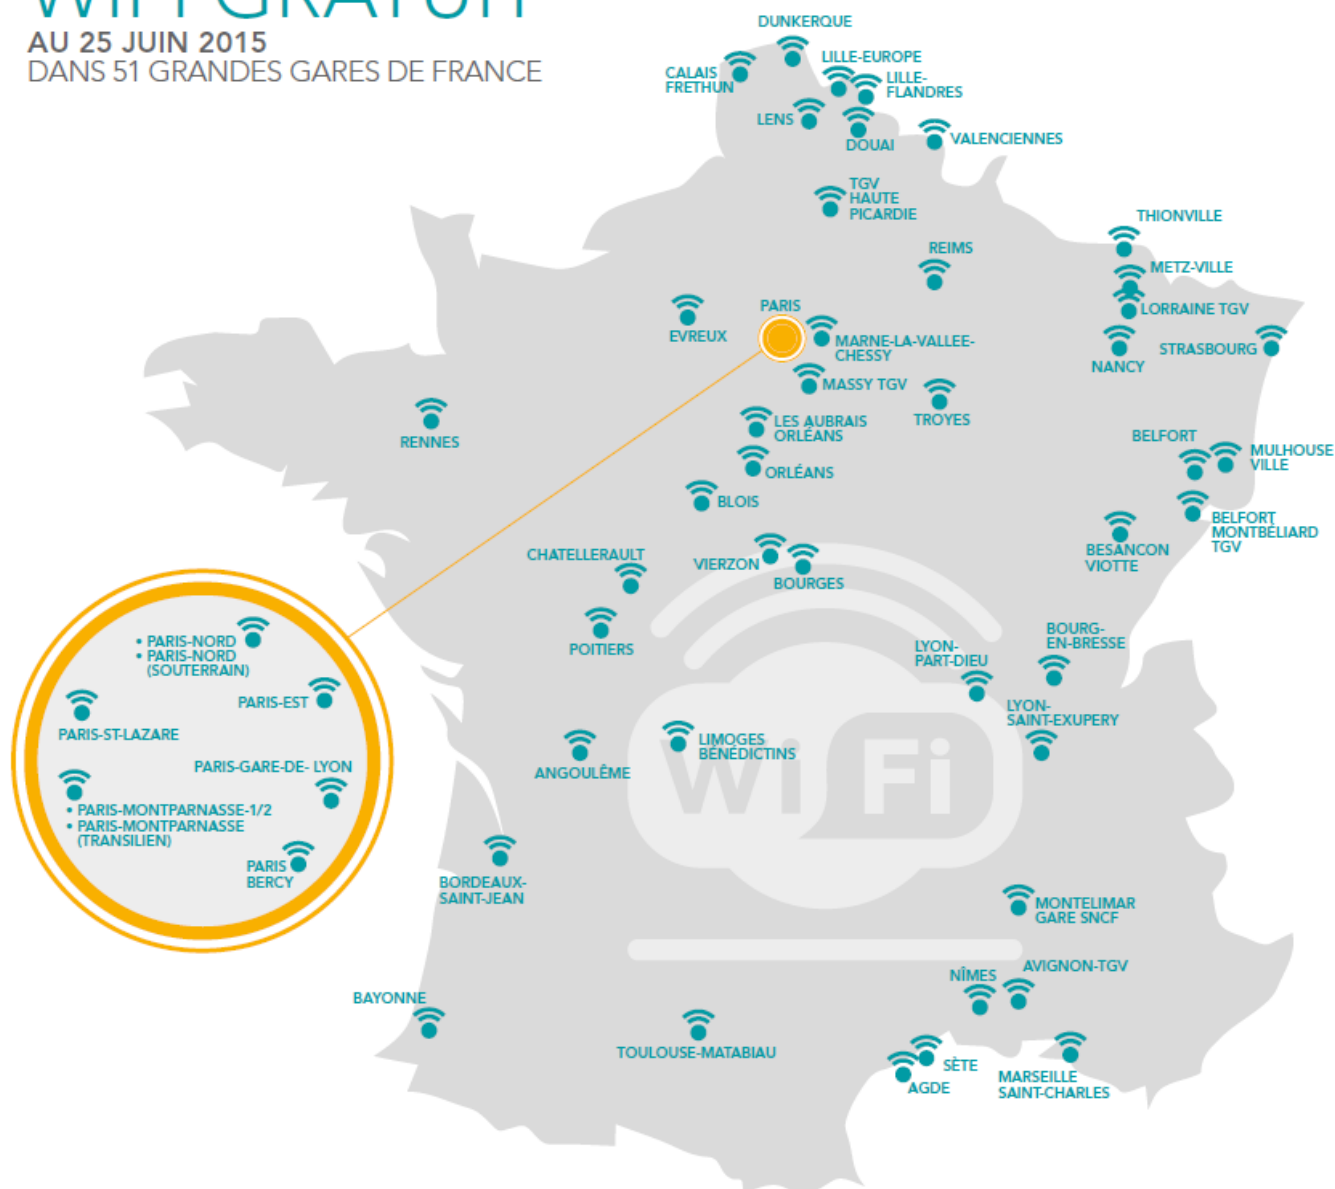 WIFI GRATUIT
AU 25 JUIN 2015
DANS 51 GRANDES GARES DE FRANCE
DUNKERQUE
CALAIS
FRETHUN
LILLE-EUROPE
LILLE-
FLANDRES
LENS
DOUAI
VALENCIENNES
TGV
HAUTE
PICARDIE
THIONVILLE
REIMS
METZ-VILLE
LORRAINE TGV
PARIS
EVREUX
MARNE-LA-VALLEE-
CHESSY
NANCY
STRASBOURG
MASSY TGV
TROYES
LES AUBRAIS
ORLÉANS
RENNES
BELFORT
MULHOUSE
VILLE
ORLÉANS
BLOIS
BELFORT
MONTBÉLIARD
TGV
BESANCON
VIOTTE
CHATELLERAULT
VIERZON
BOURGES
POITIERS
BOURG-
EN-BRESSE
LYON-
PART-DIEU
LYON-
SAINT-EXUPERY
• PARIS-NORD
• PARIS-NORD
(SOUTERRAIN)
PARIS-EST
PARIS-ST-LAZARE
PARIS-GARE-DE- LYON
• PARIS-MONTPARNASSE-1/2
• PARIS-MONTPARNASSE
(TRANSILIEN)
PARIS
BERCY
LIMOGES
BÉNÉDICTINS
ANGOULÊME
Wi Fi
BORDEAUX-
SAINT-JEAN
MONTELIMAR
GARE SNCF
AVIGNON-TGV
NÎMES
BAYONNE
TOULOUSE-MATABIAU
SÈTE
AGDE
MARSEILLE
SAINT-CHARLES